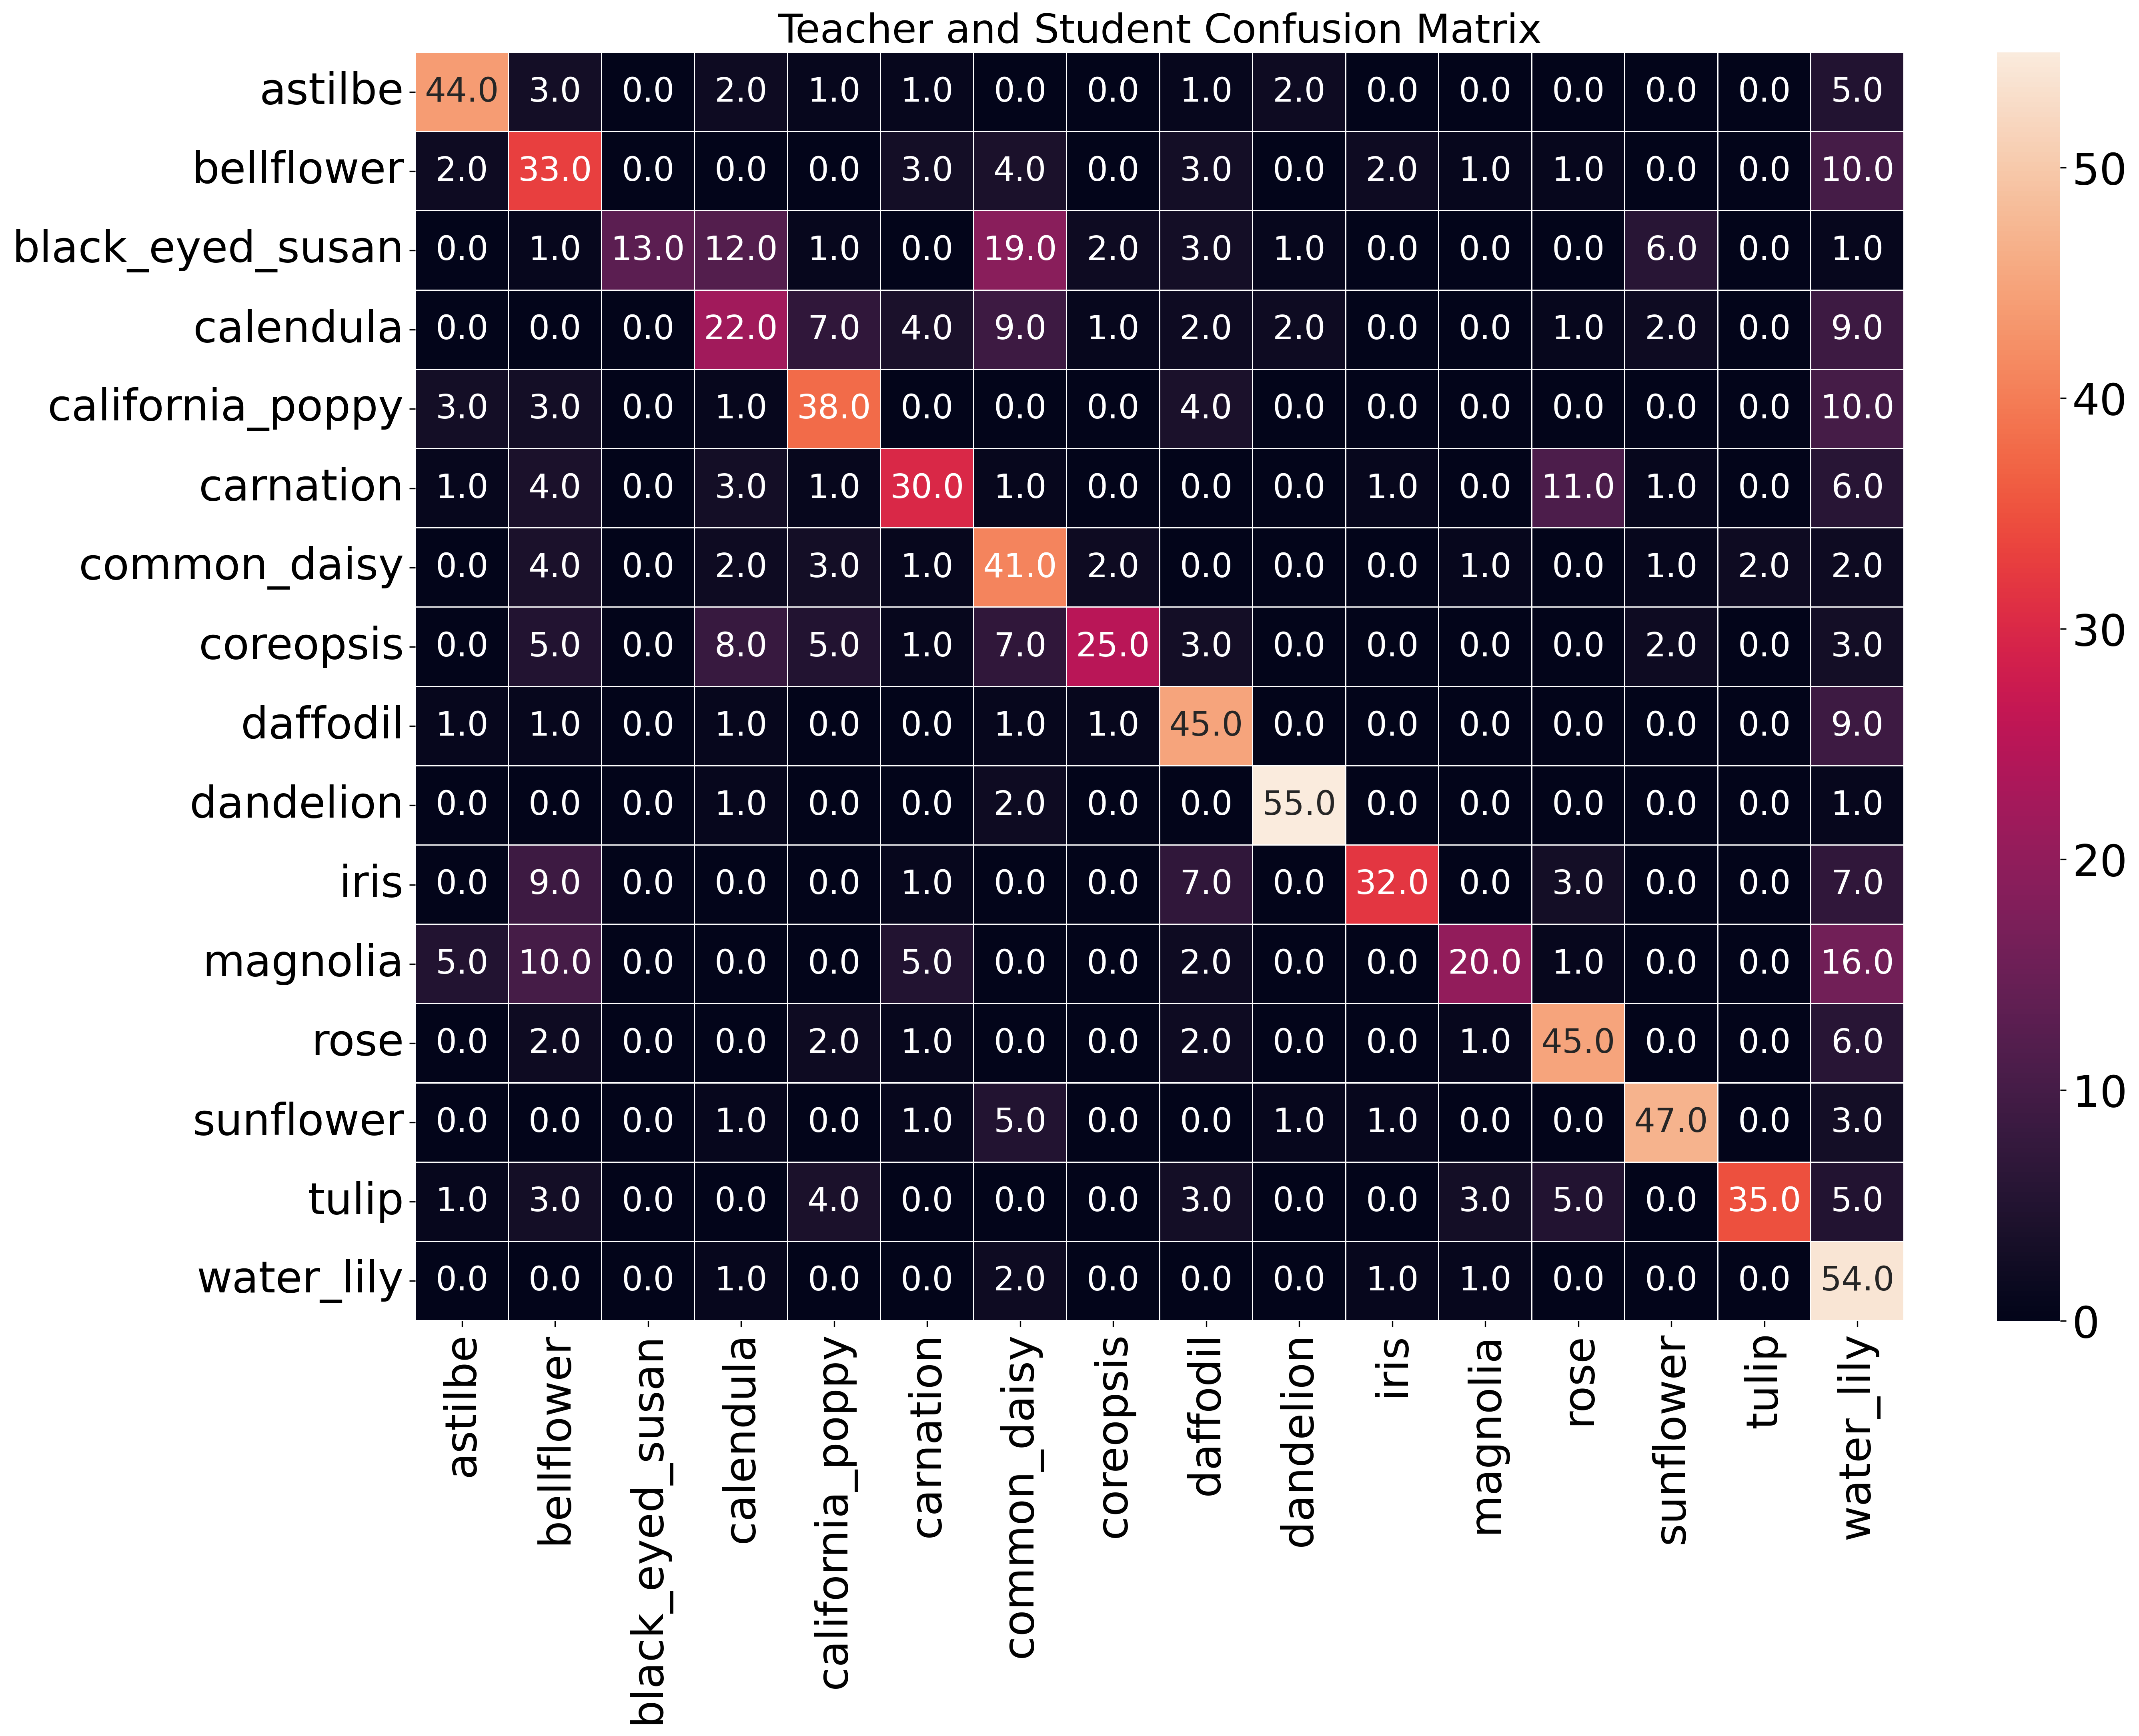 Teacher and Student Confusion Matrix
astilbe 44.0 3.0 0.0 2.0 1.0 1.0 0.0 0.0 1.0 2.0 0.0 0.0 0.0 0.0 0.0 5.0
bellflower 2.0 33.0 0.0 0.0 0.0 3.0 4.0 0.0 3.0 0.0 2.0 1.0 1.0 0.0 0.0 10.0
black_eyed_susan 0.0 1.0 13.0 12.0 1.0 0.0 19.0 2.0 3.0 1.0 0.0 0.0 0.0 6.0 0.0 1.0
calendula 0.0 0.0 0.0 22.0 7.0 4.0 9.0 1.0 2.0 2.0 0.0 0.0 1.0 2.0 0.0 9.0
california_poppy 3.0 3.0 0.0 1.0 38.0 0.0 0.0 0.0 4.0 0.0 0.0 0.0 0.0 0.0 0.0 10.0
carnation 1.0 4.0 0.0 3.0 1.0 30.0 1.0 0.0 0.0 0.0 1.0 0.0 11.0 1.0 0.0 6.0
common_daisy 0.0 4.0 0.0 2.0 3.0 1.0 41.0 2.0 0.0 0.0 0.0 1.0 0.0 1.0 2.0 2.0
coreopsis 0.0 5.0 0.0 8.0 5.0 1.0 7.0 25.0 3.0 0.0 0.0 0.0 0.0 2.0 0.0 3.0
daffodil 1.0 1.0 0.0 1.0 0.0 0.0 1.0 1.0 45.0 0.0 0.0 0.0 0.0 0.0 0.0 9.0
dandelion 0.0 0.0 0.0 1.0 0.0 0.0 2.0 0.0 0.0 55.0 0.0 0.0 0.0 0.0 0.0 1.0
iris 0.0 9.0 0.0 0.0 0.0 1.0 0.0 0.0 7.0 0.0 32.0 0.0 3.0 0.0 0.0 7.0
magnolia 5.0 10.0 0.0 0.0 0.0 5.0 0.0 0.0 2.0 0.0 0.0 20.0 1.0 0.0 0.0 16.0
rose 0.0 2.0 0.0 0.0 2.0 1.0 0.0 0.0 2.0 0.0 0.0 1.0 45.0 0.0 0.0 6.0
sunflower 0.0 0.0 0.0 1.0 0.0 1.0 5.0 0.0 0.0 1.0 1.0 0.0 0.0 47.0 0.0 3.0
tulip 1.0 3.0 0.0 0.0 4.0 0.0 0.0 0.0 3.0 0.0 0.0 3.0 5.0 0.0 35.0 5.0
water_lily 0.0 0.0 0.0 1.0 0.0 0.0 2.0 0.0 0.0 0.0 1.0 1.0 0.0 0.0 0.0 54.0
astilbe
bellflower
black_eyed_susan
calendula
california_poppy
carnation
common_daisy
coreopsis
daffodil
dandelion
iris
magnolia
rose
sunflower
tulip
water_lily
50
40
30
20
10
0